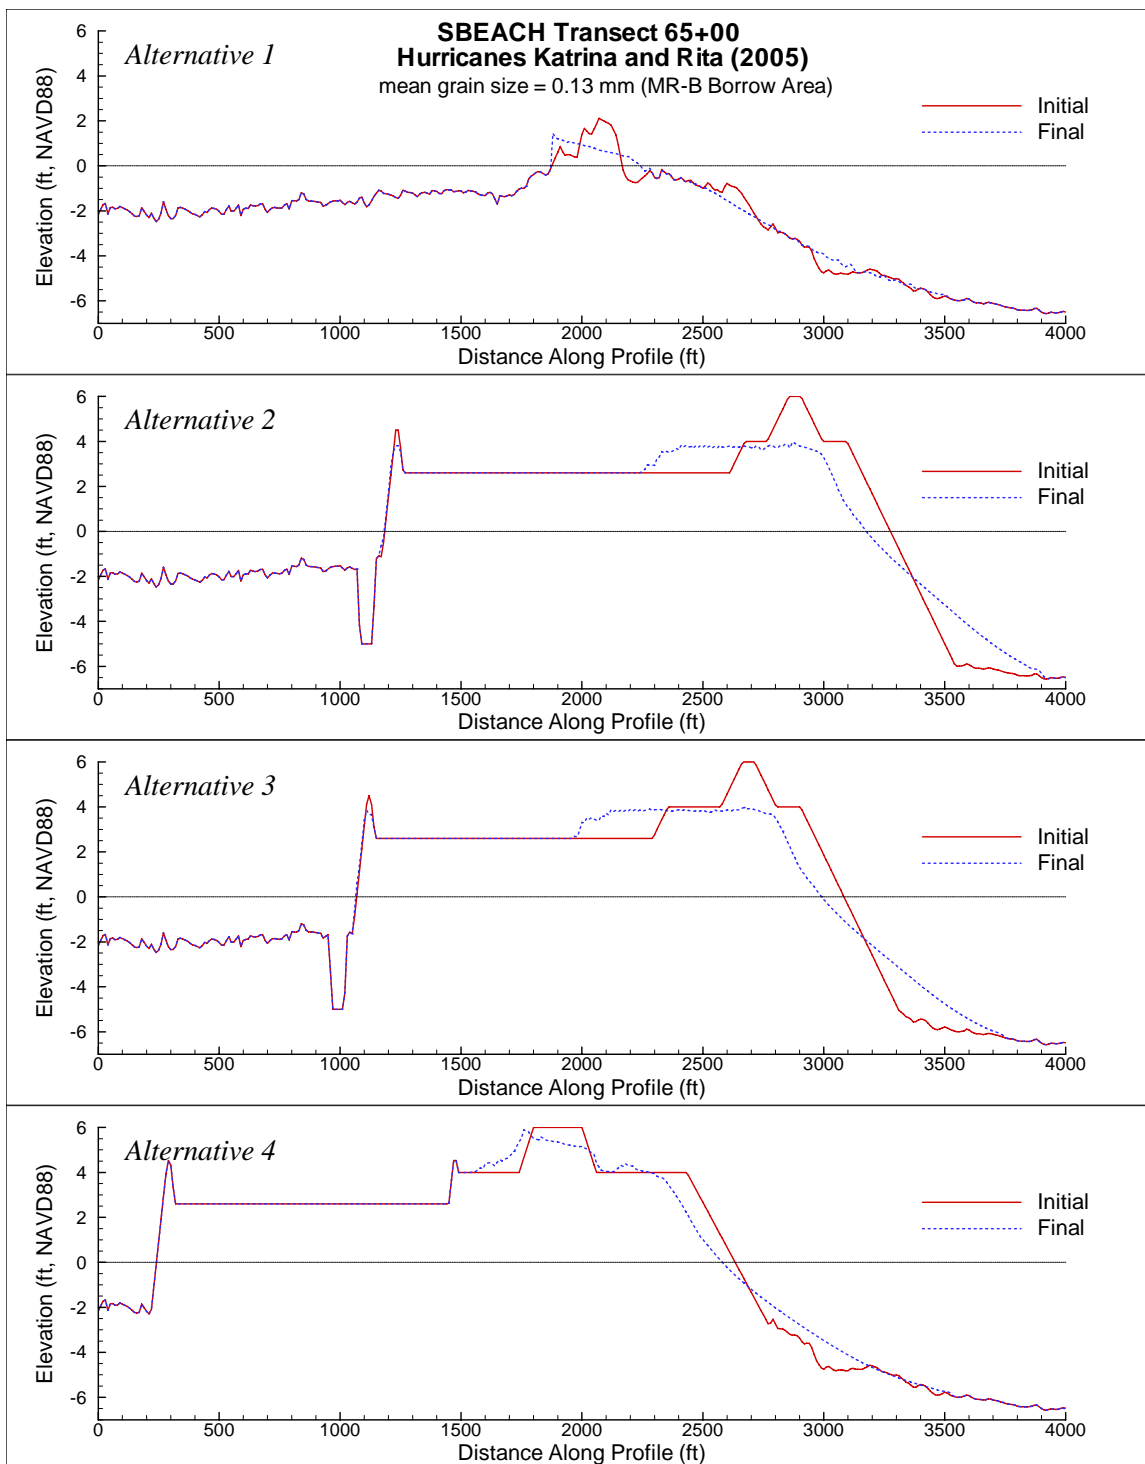 SBEACH Transect 65+00
Hurricanes Katrina and Rita (2005)
mean grain size = 0.13 mm (MR-B Borrow Area)
Alternative 1
Initial
Final
Elevation (ft, NAVD88)
6
4
2
0
-2
-4
-6
0 500 1000 1500 2000 2500 3000 3500 4000
Distance Along Profile (ft)
Alternative 2
Initial
Final
Elevation (ft, NAVD88)
6
4
2
0
-2
-4
-6
0 500 1000 1500 2000 2500 3000 3500 4000
Distance Along Profile (ft)
Alternative 3
Initial
Final
Elevation (ft, NAVD88)
6
4
2
0
-2
-4
-6
0 500 1000 1500 2000 2500 3000 3500 4000
Distance Along Profile (ft)
Alternative 4
Initial
Final
Elevation (ft, NAVD88)
6
4
2
0
-2
-4
-6
0 500 1000 1500 2000 2500 3000 3500 4000
Distance Along Profile (ft)